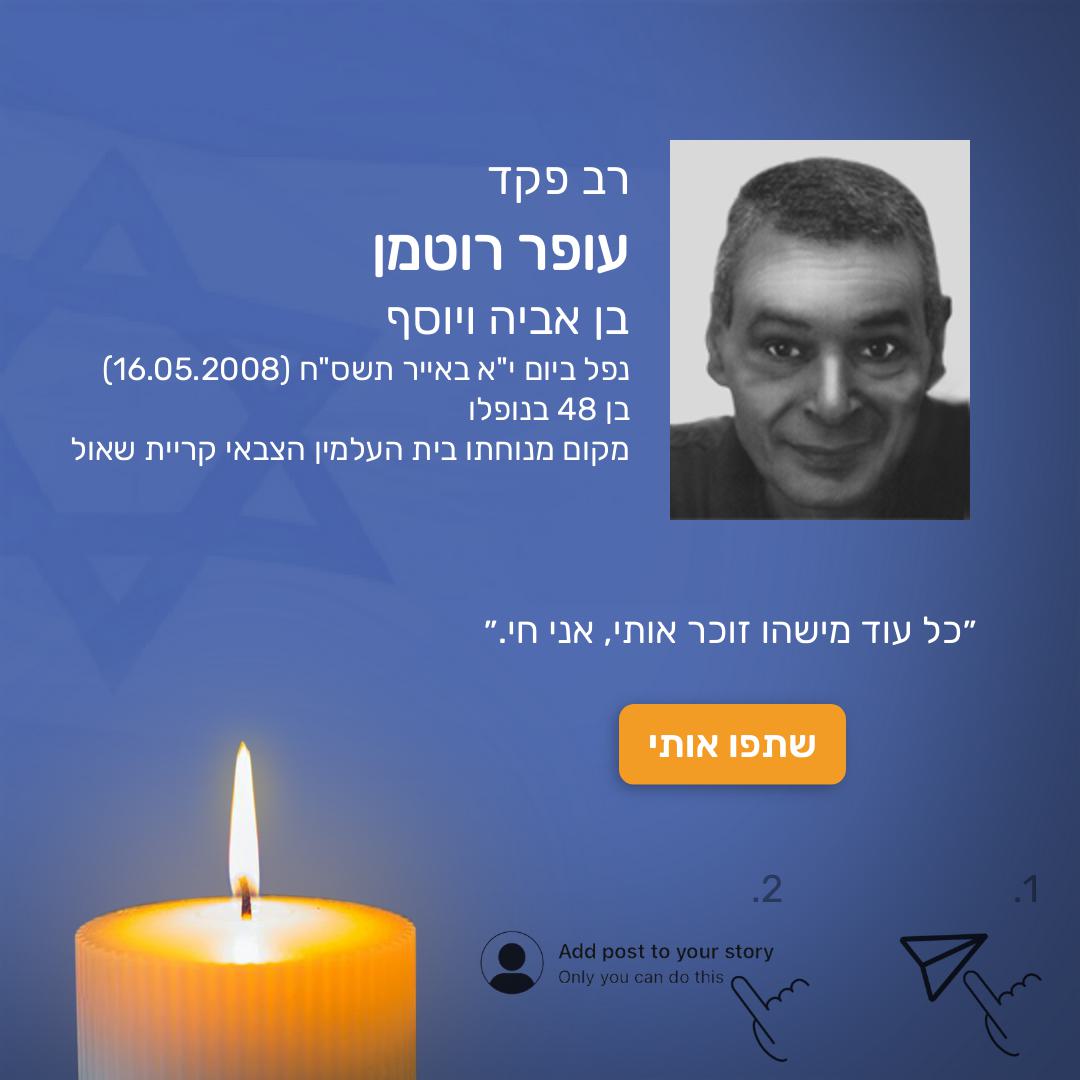 רב פקד
עופר רוטמן
בן אביה ויוסף
נפל ביום י"א באייר תשס"ח (16.05.2008)
בן 48 בנופלו
מקום מנוחתו בית העלמין הצבאי קריית שאול
״כל עוד מישהו זוכר אותי, אני חי.״
שתפו אותי
.1
.2
Add post to your story
Only you can do this